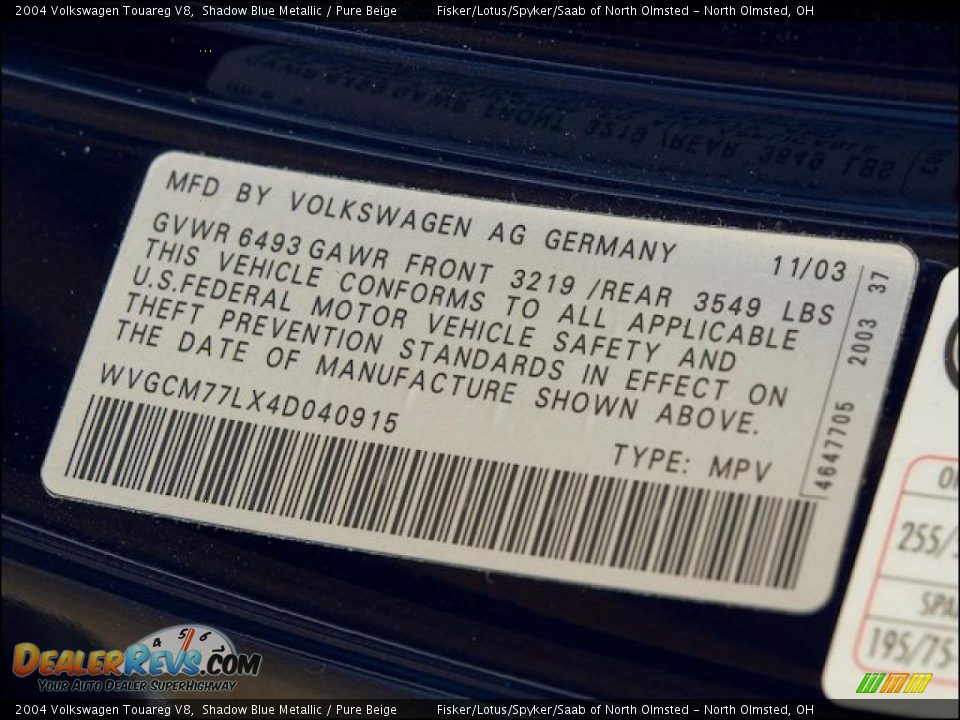 2004 Volkswagen Touareg V8, Shadow Blue Metallic / Pure Beige Fisker/Lotus/Spyker/Saab of North Olmsted - North Olmsted, OH
MFD BY VOLKSWAGEN AG GERMANY
11/03
GVWR 6493 GAWR FRONT 3219 /REAR 3549 LBS
THIS VEHICLE CONFORMS TO ALL APPLICABLE
U.S.FEDERAL MOTOR VEHICLE SAFETY AND
THEFT PREVENTION STANDARDS IN EFFECT ON
THE DATE OF MANUFACTURE SHOWN ABOVE.
WVGCM77LX4D040915
TYPE: MPV
4647705 2003 37
255/
195/75
4 5 6
DEALERREVS.COM
YOUR AUTO DEALER SUPERHIGHWAY
2004 Volkswagen Touareg V8, Shadow Blue Metallic / Pure Beige Fisker/Lotus/Spyker/Saab of North Olmsted - North Olmsted, OH